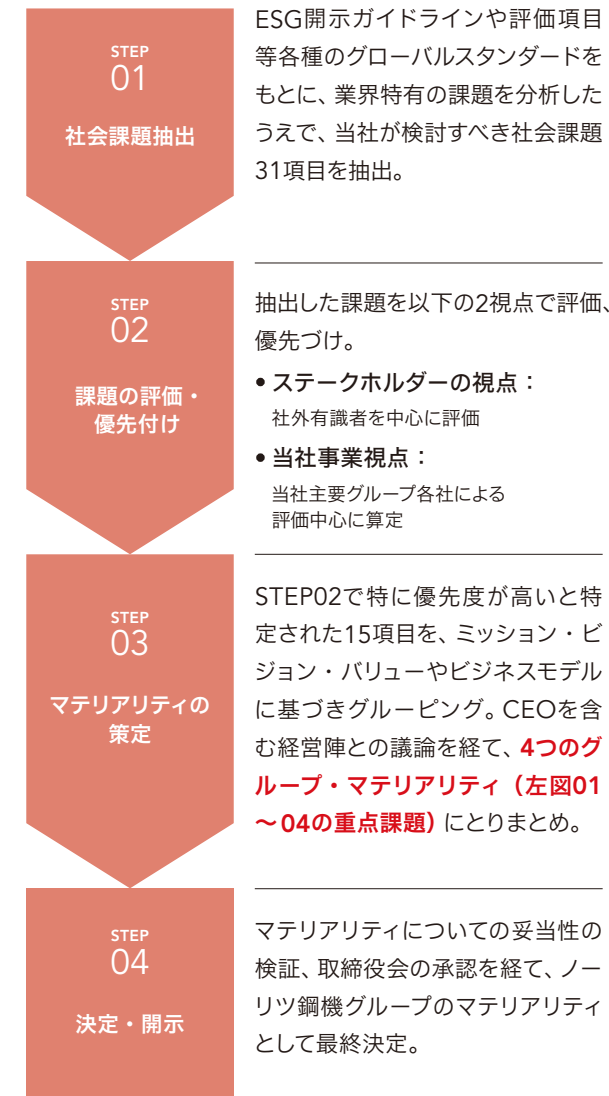 STEP
01
社会課題抽出
ESG開示ガイドラインや評価項目
等各種のグローバルスタンダードを
もとに、業界特有の課題を分析した
うえで、当社が検討すべき社会課題
31項目を抽出。
STEP
02
課題の評価・
優先付け
抽出した課題を以下の2視点で評価、
優先づけ。
• ステークホルダーの視点：
社外有識者を中心に評価
• 当社事業視点：
当社主要グループ各社による
評価中心に算定
STEP
03
マテリアリティの
策定
STEP02で特に優先度が高いと特
定された15項目を、ミッション・ビ
ジョン・バリューやビジネスモデル
に基づきグルーピング。CEOを含
む経営陣との議論を経て、4つのグ
ループ・マテリアリティ（左図01
～04の重点課題）にとりまとめ。
STEP
04
決定・開示
マテリアリティについての妥当性の
検証、取締役会の承認を経て、ノー
リツ鋼機グループのマテリアリティ
として最終決定。